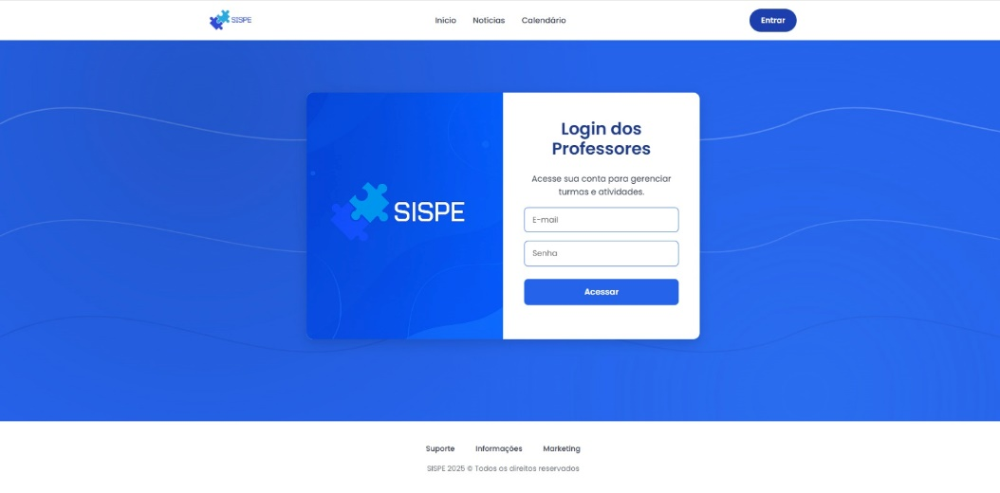 SISPE
Início
Notícias
Calendário
Entrar
SISPE
Login dos
Professores
Acesse sua conta para gerenciar
turmas e atividades.
E-mail
Senha
Acessar
Suporte
Informações
Marketing
SISPE 2025 © Todos os direitos reservados